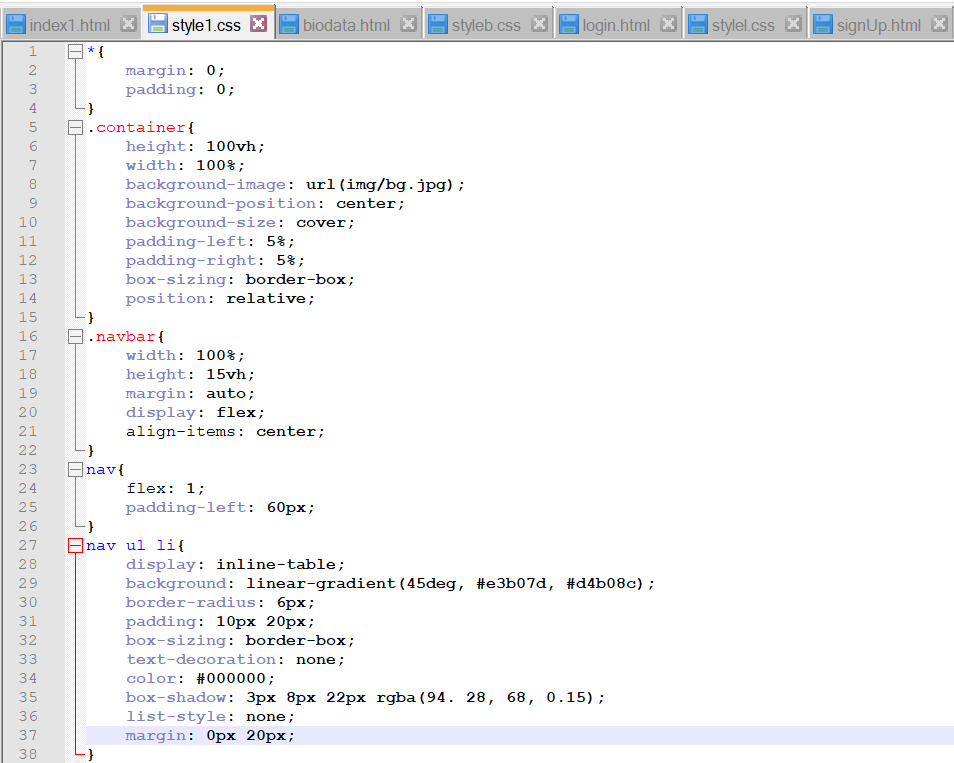 index1.html style1.css biodata.html styleb.css login.html stylel.css signUp.html
1 *{
2 margin: 0;
3 padding: 0;
4 }
5 .container{
6 height: 100vh;
7 width: 100%;
8 background-image: url(img/bg.jpg);
9 background-position: center;
10 background-size: cover;
11 padding-left: 5%;
12 padding-right: 5%;
13 box-sizing: border-box;
14 position: relative;
15 }
16 .navbar{
17 width: 100%;
18 height: 15vh;
19 margin: auto;
20 display: flex;
21 align-items: center;
22 }
23 nav{
24 flex: 1;
25 padding-left: 60px;
26 }
27 nav ul li{
28 display: inline-table;
29 background: linear-gradient(45deg, #e3b07d, #d4b08c);
30 border-radius: 6px;
31 padding: 10px 20px;
32 box-sizing: border-box;
33 text-decoration: none;
34 color: #000000;
35 box-shadow: 3px 8px 22px rgba(94. 28, 68, 0.15);
36 list-style: none;
37 margin: 0px 20px;
38 }